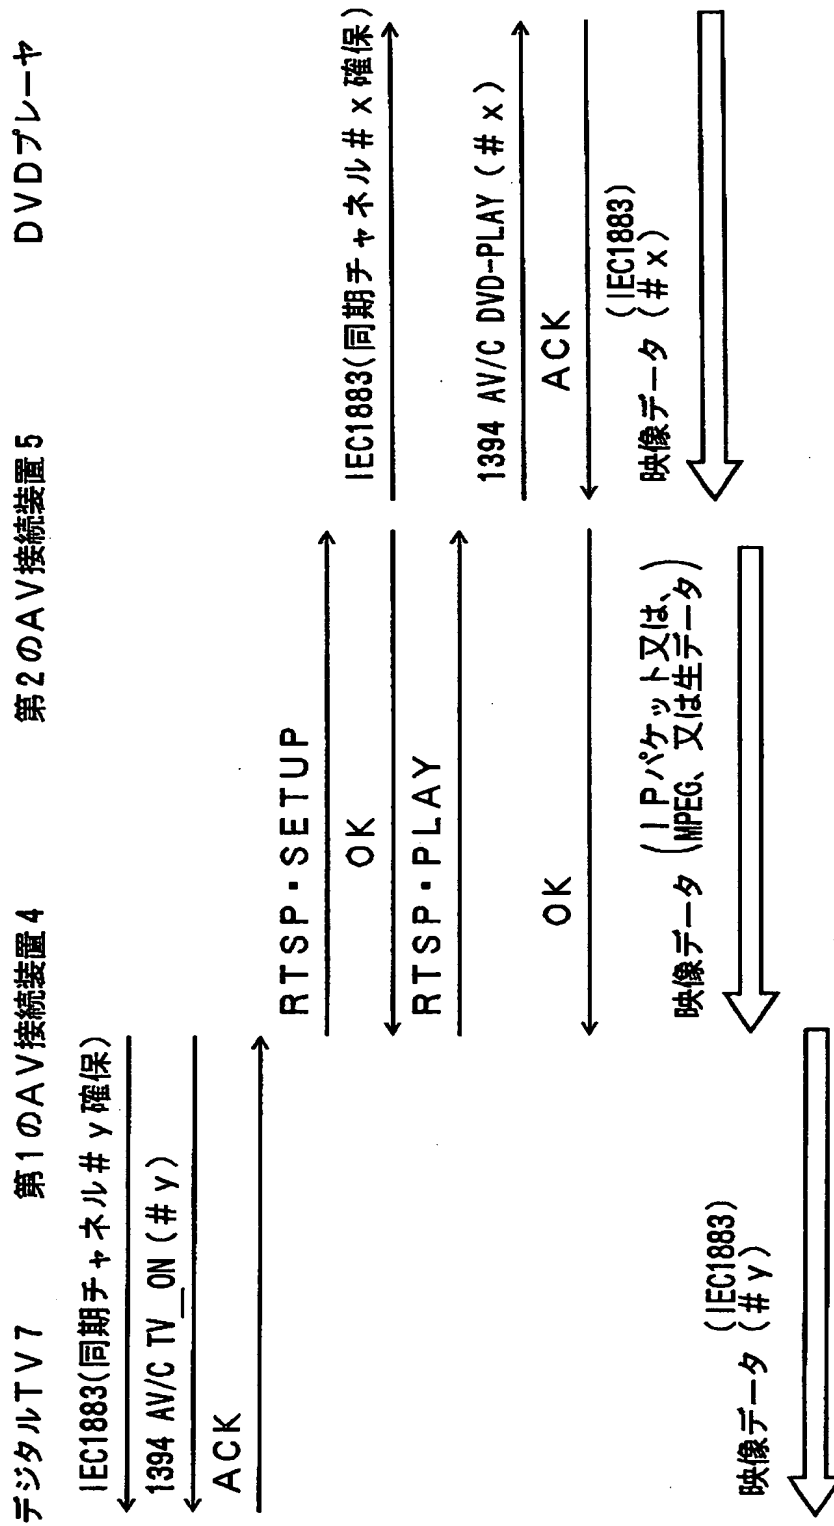 デジタルTV7
第1のAV接続装置4
第2のAV接続装置5
DVDプレーヤ
IEC1883(同期チャネル#y確保)
1394 AV/C TV_ON(#y)
ACK
RTSP・SETUP
OK
IEC1883(同期チャネル#x確保)
RTSP・PLAY
1394 AV/C DVD-PLAY(#x)
OK
ACK
映像データ(IPパケット又は、
MPEG、又は生データ)
(IEC1883)
映像データ(#x)
(IEC1883)
映像データ(#y)